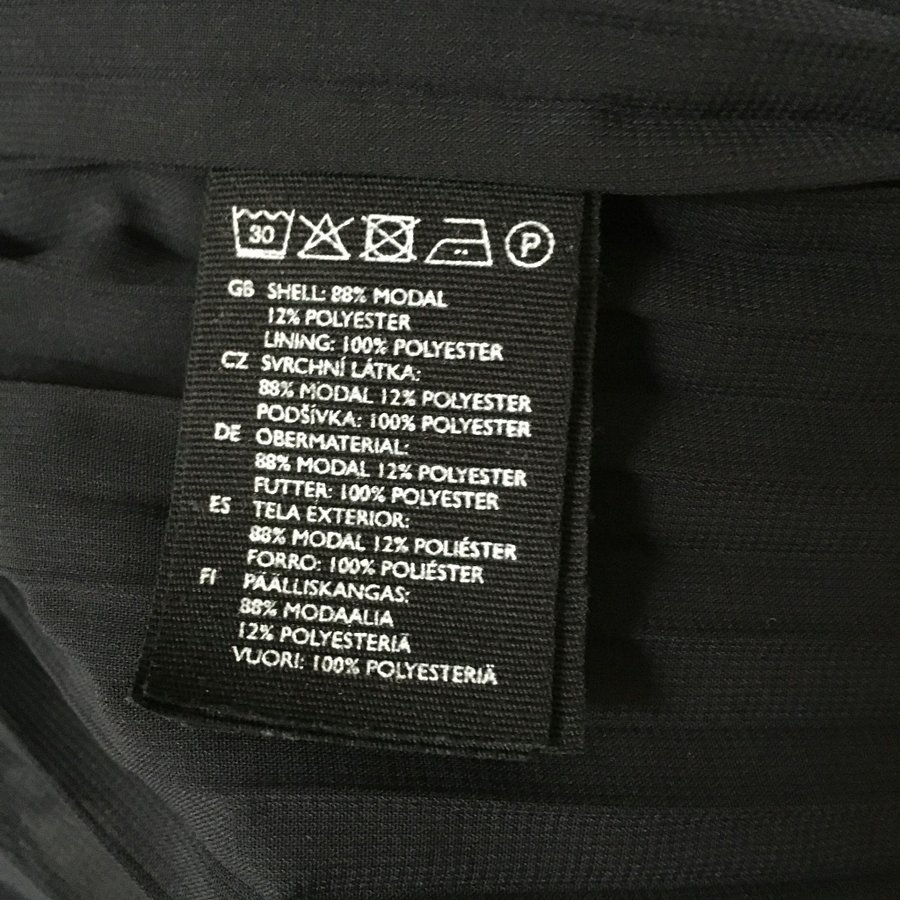 30
P
GB SHELL: 88% MODAL
12% POLYESTER
LINING: 100% POLYESTER
CZ SVRCHNÍ LÁTKA:
88% MODAL 12% POLYESTER
PODŠÍVKA: 100% POLYESTER
DE OBERMATERIAL:
88% MODAL 12% POLYESTER
FUTTER: 100% POLYESTER
ES TELA EXTERIOR:
88% MODAL 12% POLIÉSTER
FORRO: 100% POLIÉSTER
FI PÄÄLLISKANGAS:
88% MODAALIA
12% POLYESTERIÄ
VUORI: 100% POLYESTERIÄ